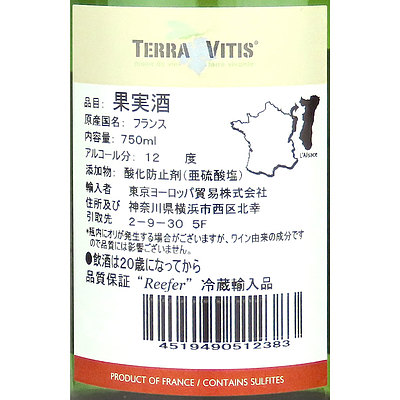 TERRA VITIS®
品目: 果実酒
原産国名: フランス
内容量: 750ml
アルコール分: 12 度
添加物: 酸化防止剤(亜硫酸塩)
輸入者 東京ヨーロッパ貿易株式会社
住所及び 神奈川県横浜市西区北幸
引取先 2-9-30 5F
*瓶内にオリが発生する場合がございますが、ワイン由来の成分ですので品質には影響ございません。
●飲酒は20歳になってから
品質保証 “Reefer” 冷蔵輸入品
L'Alsace
4519490512383
PRODUCT OF FRANCE / CONTAINS SULFITES